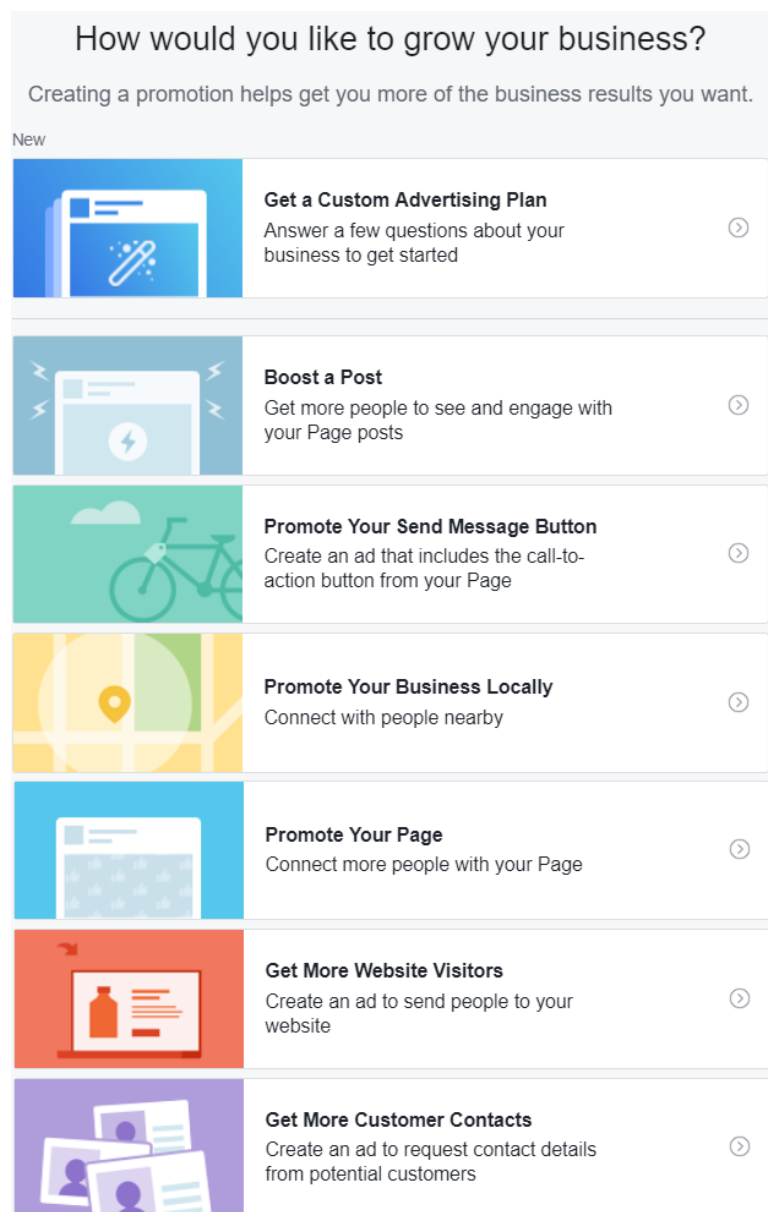 How would you like to grow your business?
Creating a promotion helps get you more of the business results you want.
New
Get a Custom Advertising Plan
Answer a few questions about your
business to get started
Boost a Post
Get more people to see and engage with
your Page posts
Promote Your Send Message Button
Create an ad that includes the call-to-
action button from your Page
Promote Your Business Locally
Connect with people nearby
Promote Your Page
Connect more people with your Page
Get More Website Visitors
Create an ad to send people to your
website
Get More Customer Contacts
Create an ad to request contact details
from potential customers